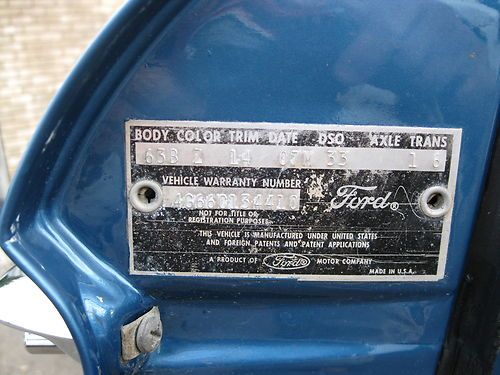 BODY COLOR TRIM DATE DSO AXLE TRANS
63B Z 14 07M 33 1 6
VEHICLE WARRANTY NUMBER
NOT FOR TITLE OR
REGISTRATION PURPOSES
Ford®
THIS VEHICLE IS MANUFACTURED UNDER UNITED STATES
AND FOREIGN PATENTS AND PATENT APPLICATIONS
A PRODUCT OF Ford MOTOR COMPANY
MADE IN U.S.A.